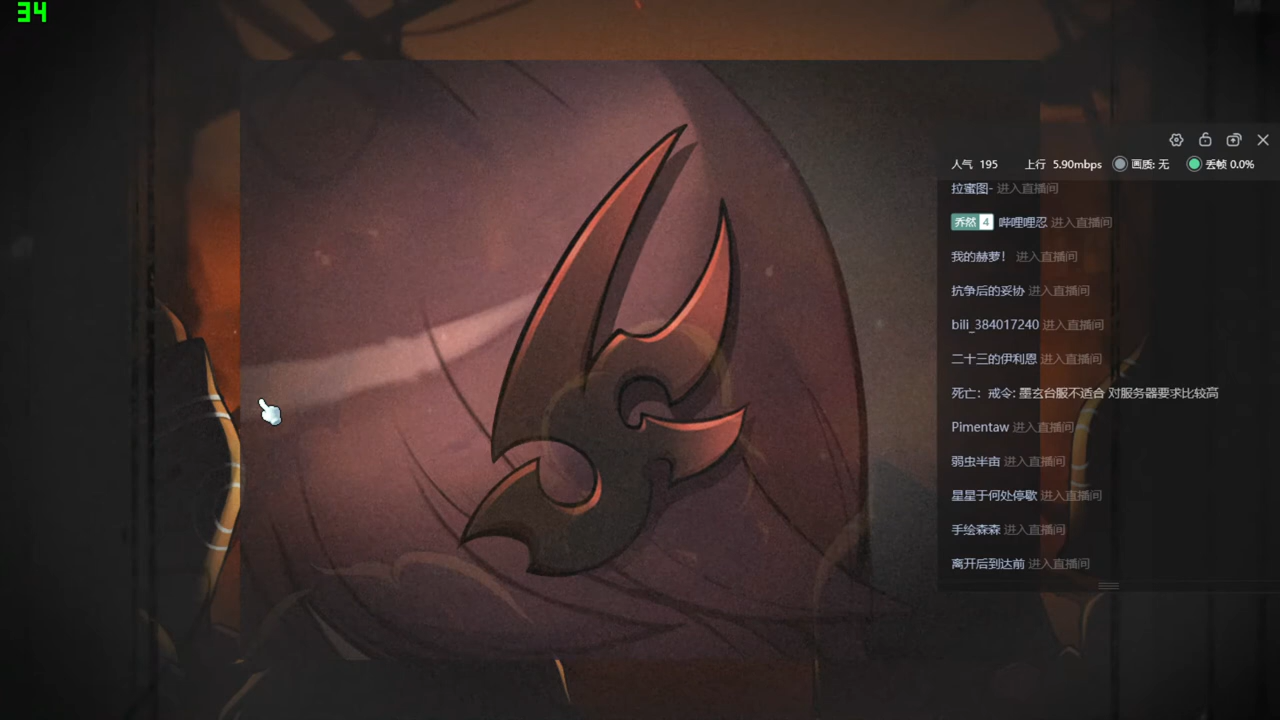 34
人气 195 上行 5.90mbps 画质: 无 丢帧 0.0%
拉蜜图- 进入直播间
乔然 4 哔哩哩忍 进入直播间
我的赫萝！ 进入直播间
抗争后的妥协 进入直播间
bili_384017240 进入直播间
二十三的伊利恩 进入直播间
死亡：戒令: 墨玄台服不适合 对服务器要求比较高
Pimentaw 进入直播间
弱虫半亩 进入直播间
星星于何处停歇 进入直播间
手绘森森 进入直播间
离开后到达前 进入直播间